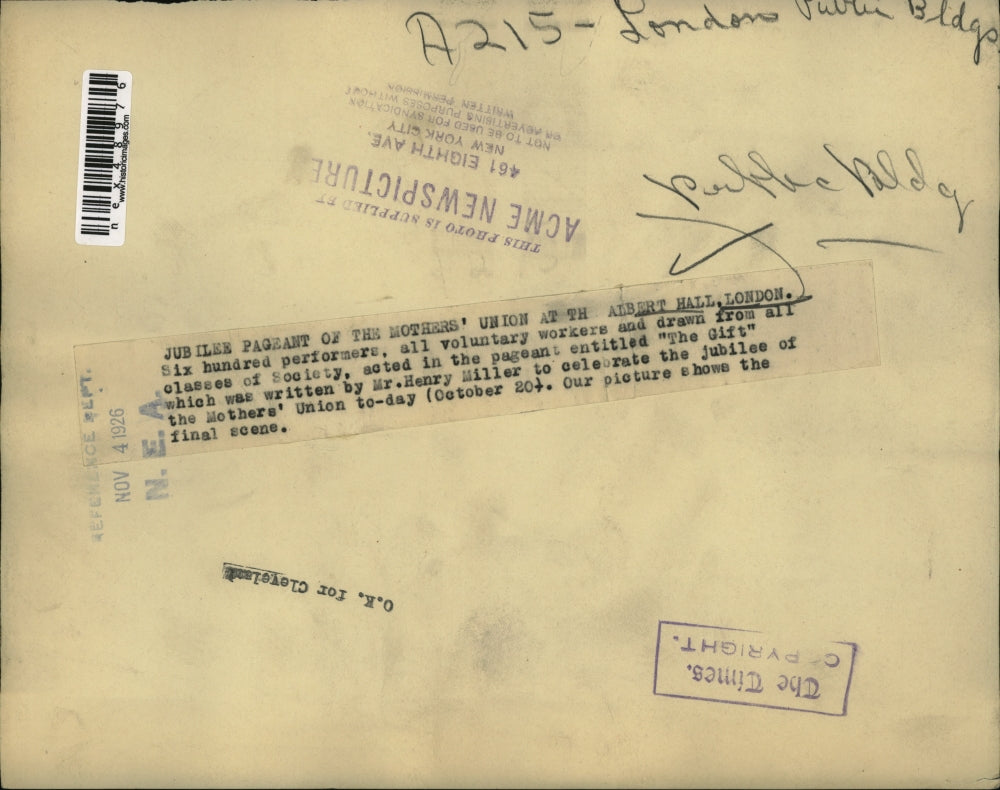 A215- London Public Bldgs
nex4689976
www.historicimages.com
NOT TO BE USED FOR SYNDICATION
OR ADVERTISING PURPOSES WITHOUT
WRITTEN PERMISSION
461 EIGHTH AVE.
NEW YORK CITY
THIS PHOTO IS SUPPLIED BY
ACME NEWSPICTURE
Public Bldg
JUBILEE PAGEANT OF THE MOTHERS' UNION AT TH ALBERT HALL, LONDON.
Six hundred performers, all voluntary workers and drawn from all
classes of Society, acted in the pageant entitled "The Gift"
which was written by Mr.Henry Miller to celebrate the jubilee of
the Mothers' Union to-day (October 20). Our picture shows the
final scene.
REFERENCE DEPT.
NOV 4 1926
N. E. A.
O.K. for Cleveland
The Times.
COPYRIGHT.